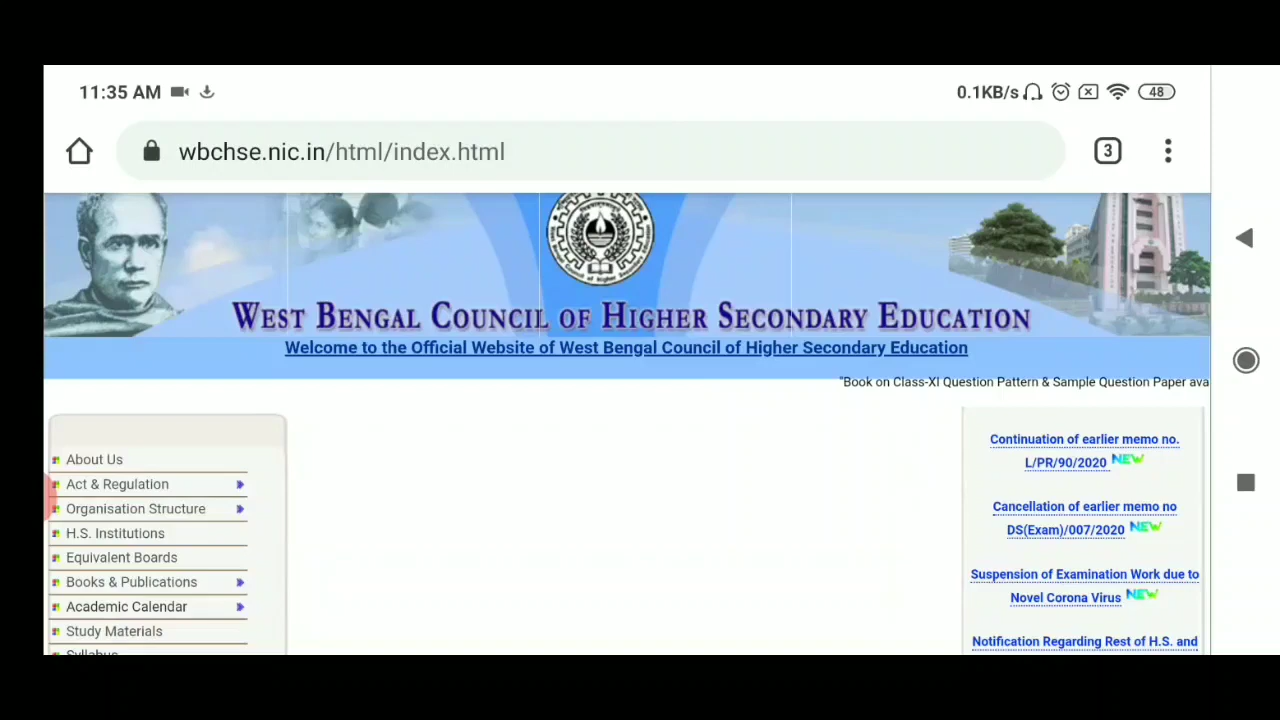 11:35 AM
0.1KB/s
48
wbchse.nic.in/html/index.html
3
West Bengal Council of Higher Secondary Education
Welcome to the Official Website of West Bengal Council of Higher Secondary Education
"Book on Class-XI Question Pattern & Sample Question Paper ava
About Us
Act & Regulation
Organisation Structure
H.S. Institutions
Equivalent Boards
Books & Publications
Academic Calendar
Study Materials
Syllabus
Continuation of earlier memo no.
L/PR/90/2020 NEW
Cancellation of earlier memo no
DS(Exam)/007/2020 NEW
Suspension of Examination Work due to
Novel Corona Virus NEW
Notification Regarding Rest of H.S. and